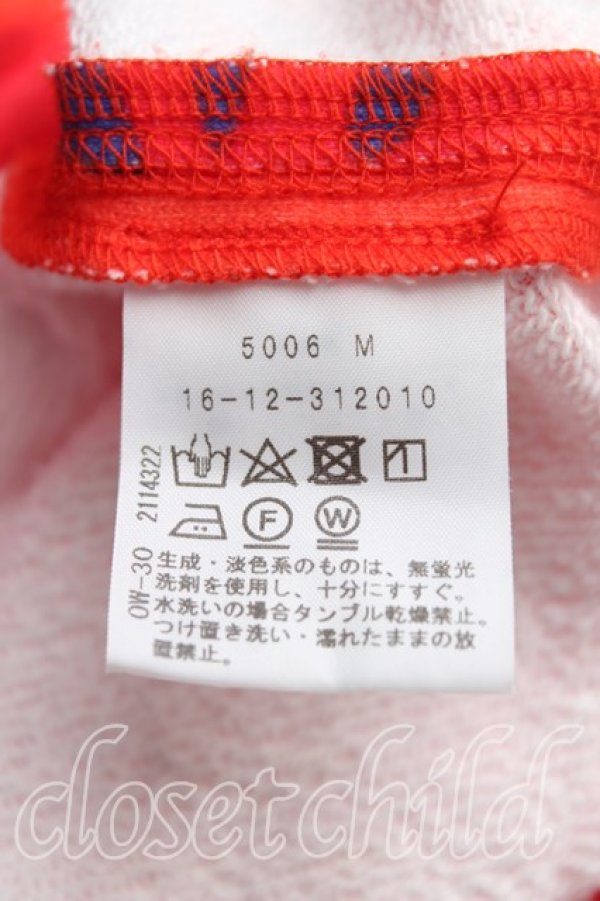 5006 M
16-12-312010
F W
OW-30 2114322
生成・淡色系のものは、無蛍光
洗剤を使用し、十分にすすぐ。
水洗いの場合タンブル乾燥禁止。
つけ置き洗い・濡れたままの放
置禁止。
closet child